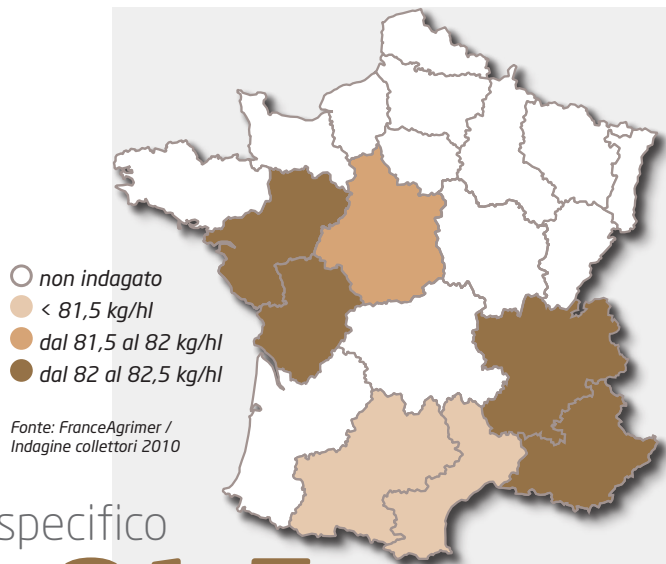 non indagato
< 81,5 kg/hl
dal 81,5 al 82 kg/hl
dal 82 al 82,5 kg/hl
Fonte: FranceAgrimer /
Indagine collettori 2010
specifico